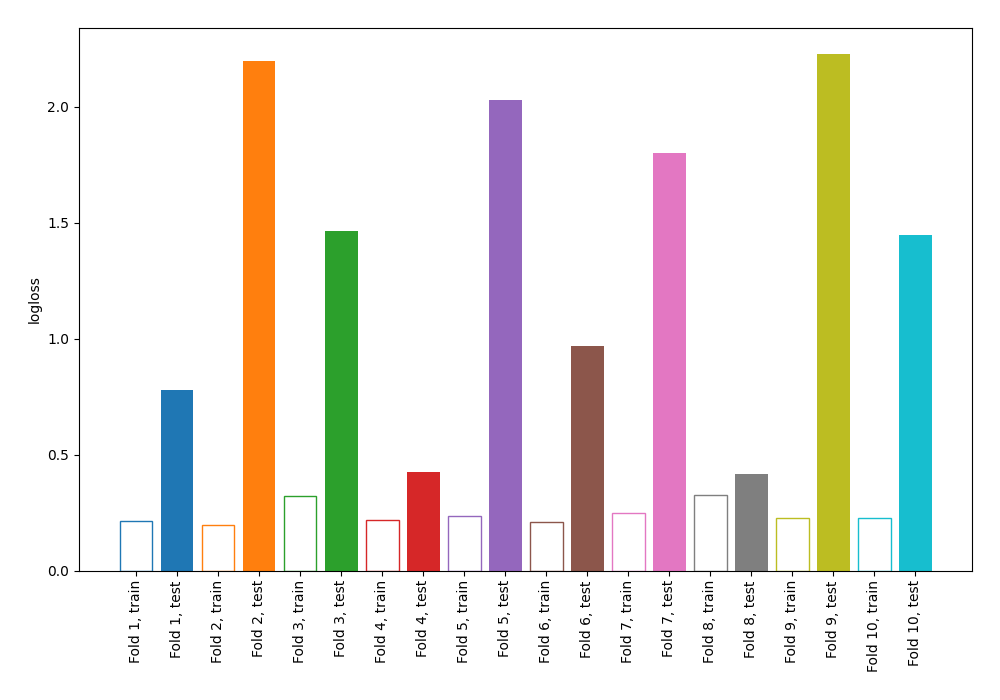 2.0
1.5
1.0
0.5
0.0
logloss
Fold 1, train
Fold 1, test
Fold 2, train
Fold 2, test
Fold 3, train
Fold 3, test
Fold 4, train
Fold 4, test
Fold 5, train
Fold 5, test
Fold 6, train
Fold 6, test
Fold 7, train
Fold 7, test
Fold 8, train
Fold 8, test
Fold 9, train
Fold 9, test
Fold 10, train
Fold 10, test